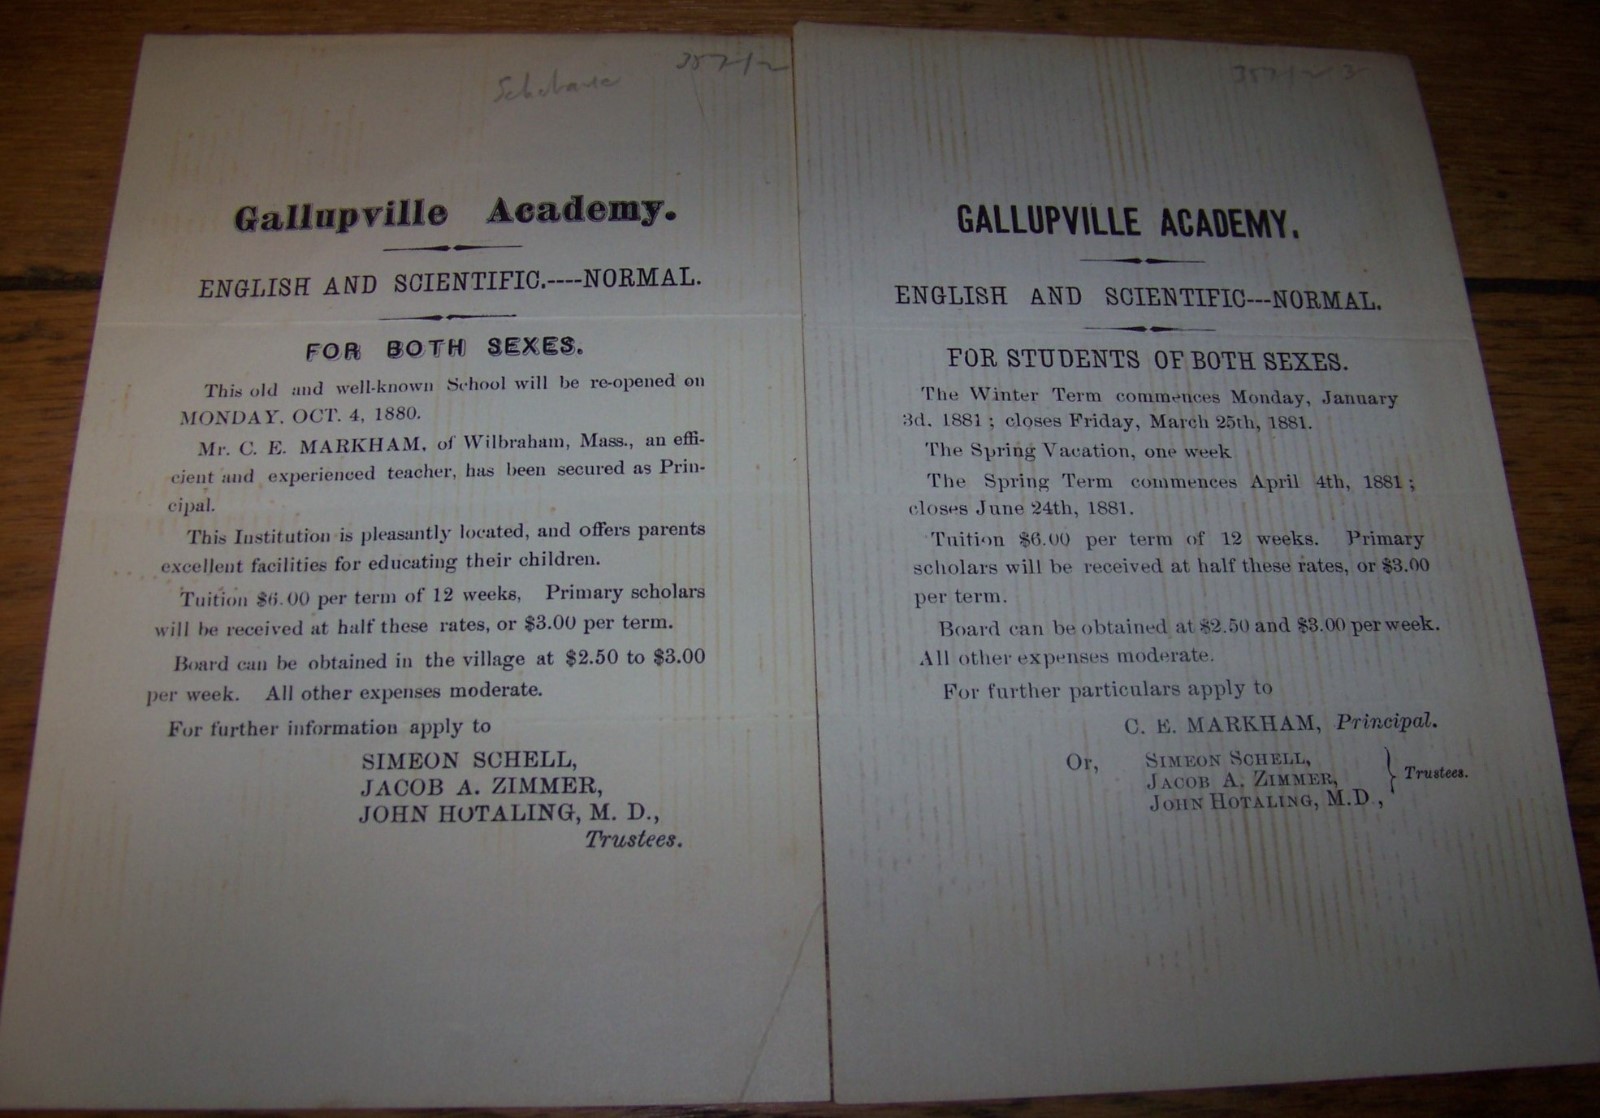 Schoharie
Gallupville Academy.
ENGLISH AND SCIENTIFIC.----NORMAL.
FOR BOTH SEXES.
This old and well-known School will be re-opened on
MONDAY. OCT. 4, 1880.
Mr. C. E. MARKHAM, of Wilbraham, Mass., an effi-
cient and experienced teacher, has been secured as Prin-
cipal.
This Institution is pleasantly located, and offers parents
excellent facilities for educating their children.
Tuition $6.00 per term of 12 weeks, Primary scholars
will be received at half these rates, or $3.00 per term.
Board can be obtained in the village at $2.50 to $3.00
per week. All other expenses moderate.
For further information apply to
SIMEON SCHELL,
JACOB A. ZIMMER,
JOHN HOTALING, M. D.,
Trustees.
GALLUPVILLE ACADEMY.
ENGLISH AND SCIENTIFIC---NORMAL.
FOR STUDENTS OF BOTH SEXES.
The Winter Term commences Monday, January
3d. 1881 ; closes Friday, March 25th, 1881.
The Spring Vacation, one week
The Spring Term commences April 4th, 1881 ;
closes June 24th, 1881.
Tuition $6.00 per term of 12 weeks. Primary
scholars will be received at half these rates, or $3.00
per term.
Board can be obtained at $2.50 and $3.00 per week.
All other expenses moderate.
For further particulars apply to
C. E. MARKHAM, Principal.
Or, SIMEON SCHELL,
JACOB A. ZIMMER, } Trustees.
JOHN HOTALING, M.D.,